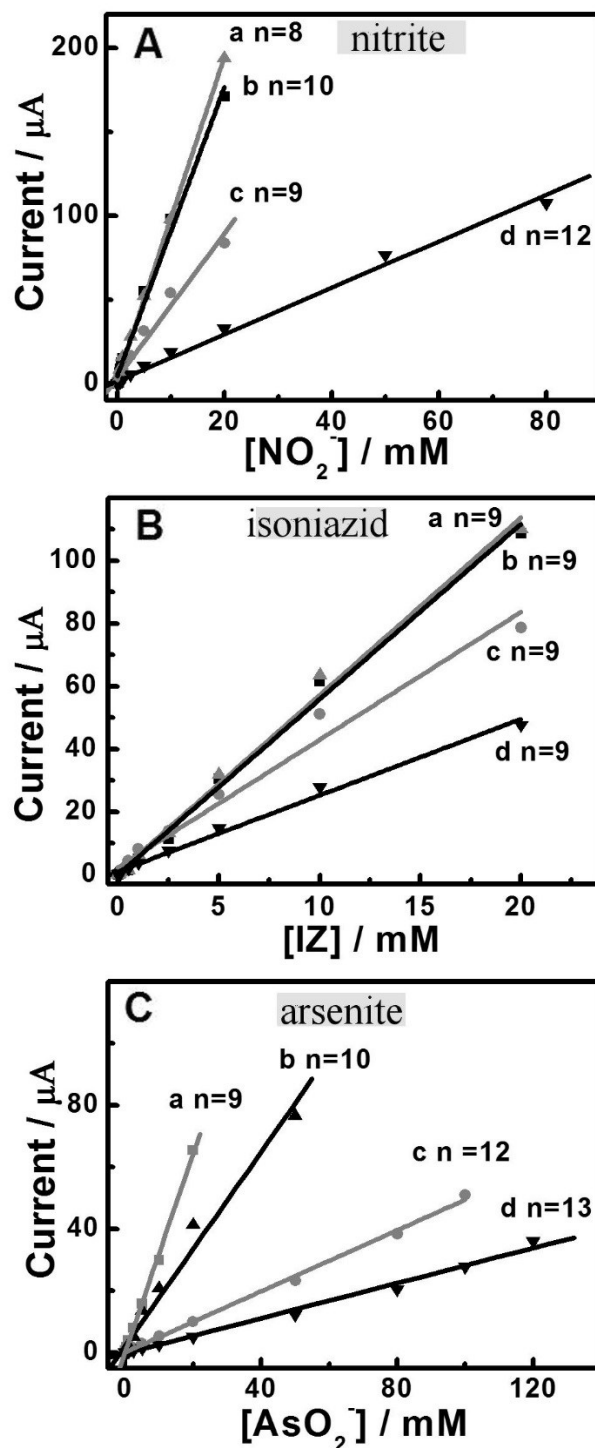 A nitrite
a n=8
b n=10
c n=9
d n=12
200
100
0
Current / μA
0 20 40 60 80
[NO₂⁻] / mM
B isoniazid
a n=9
b n=9
c n=9
d n=9
100
80
60
40
20
0
Current / μA
0 5 10 15 20
[IZ] / mM
C arsenite
b n=10
a n=9
c n=12
d n=13
80
40
0
Current / μA
0 40 80 120
[AsO₂⁻] / mM